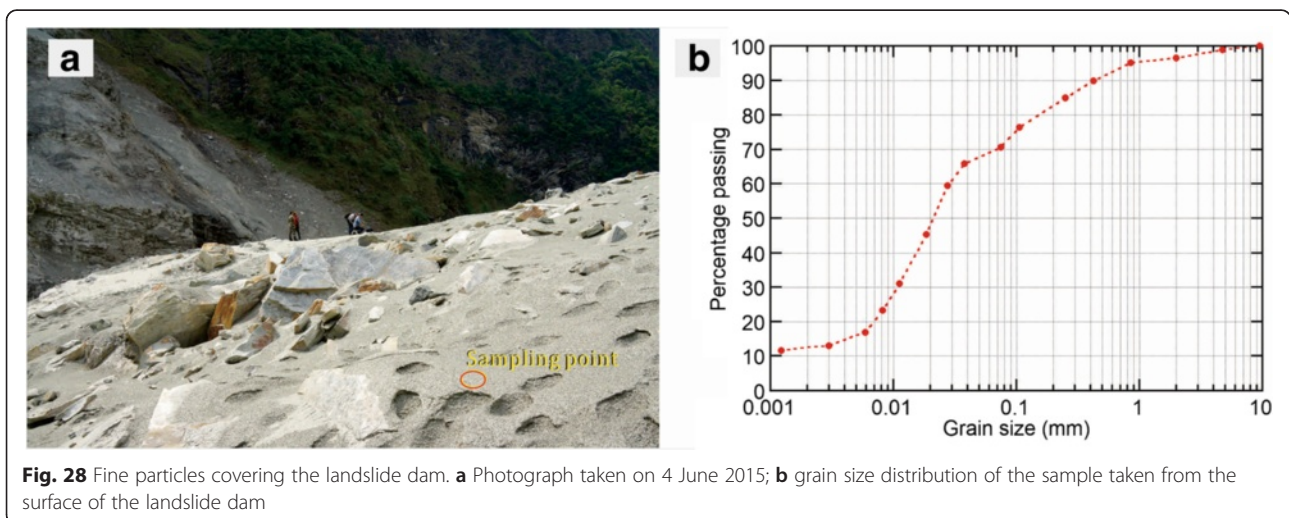 a
Sampling point
b
Percentage passing
100
90
80
70
60
50
40
30
20
10
0
0.001
0.01
0.1
1
10
Grain size (mm)
Fig. 28 Fine particles covering the landslide dam. a Photograph taken on 4 June 2015; b grain size distribution of the sample taken from the
surface of the landslide dam